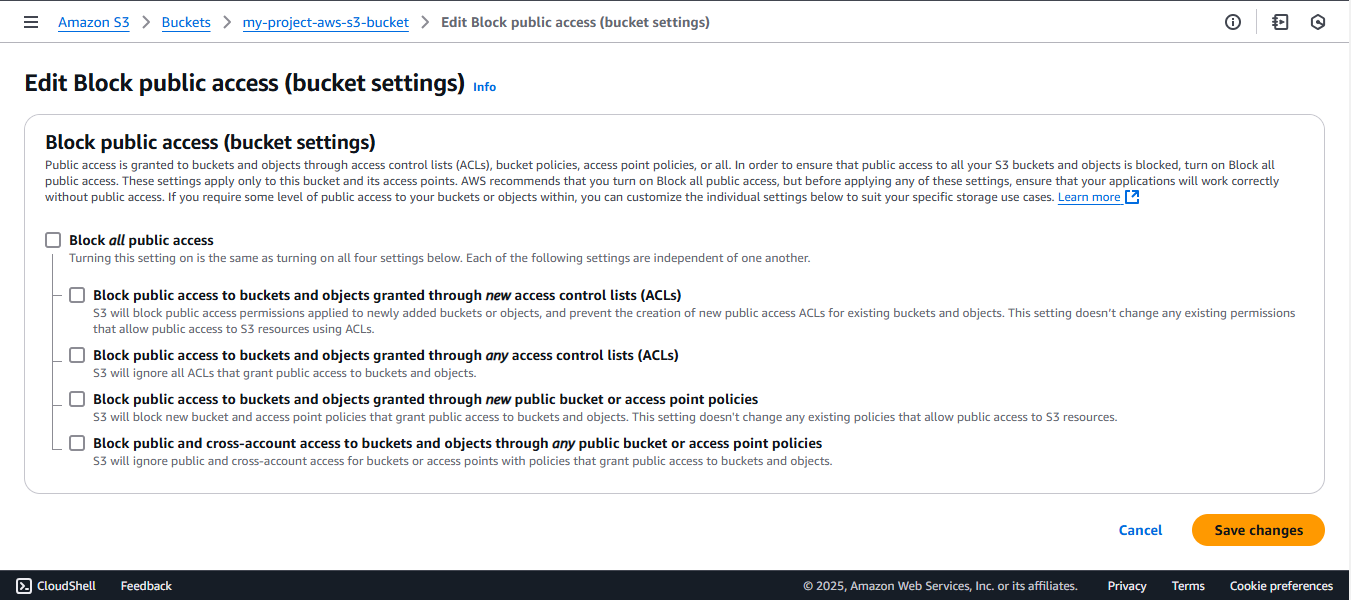 Amazon S3 > Buckets > my-project-aws-s3-bucket > Edit Block public access (bucket settings)
Edit Block public access (bucket settings) Info
Block public access (bucket settings)
Public access is granted to buckets and objects through access control lists (ACLs), bucket policies, access point policies, or all. In order to ensure that public access to all your S3 buckets and objects is blocked, turn on Block all
public access. These settings apply only to this bucket and its access points. AWS recommends that you turn on Block all public access, but before applying any of these settings, ensure that your applications will work correctly
without public access. If you require some level of public access to your buckets or objects within, you can customize the individual settings below to suit your specific storage use cases. Learn more
Block all public access
Turning this setting on is the same as turning on all four settings below. Each of the following settings are independent of one another.
Block public access to buckets and objects granted through new access control lists (ACLs)
S3 will block public access permissions applied to newly added buckets or objects, and prevent the creation of new public access ACLs for existing buckets and objects. This setting doesn't change any existing permissions
that allow public access to S3 resources using ACLs.
Block public access to buckets and objects granted through any access control lists (ACLs)
S3 will ignore all ACLs that grant public access to buckets and objects.
Block public access to buckets and objects granted through new public bucket or access point policies
S3 will block new bucket and access point policies that grant public access to buckets and objects. This setting doesn't change any existing policies that allow public access to S3 resources.
Block public and cross-account access to buckets and objects through any public bucket or access point policies
S3 will ignore public and cross-account access for buckets or access points with policies that grant public access to buckets and objects.
Cancel Save changes
CloudShell Feedback © 2025, Amazon Web Services, Inc. or its affiliates. Privacy Terms Cookie preferences